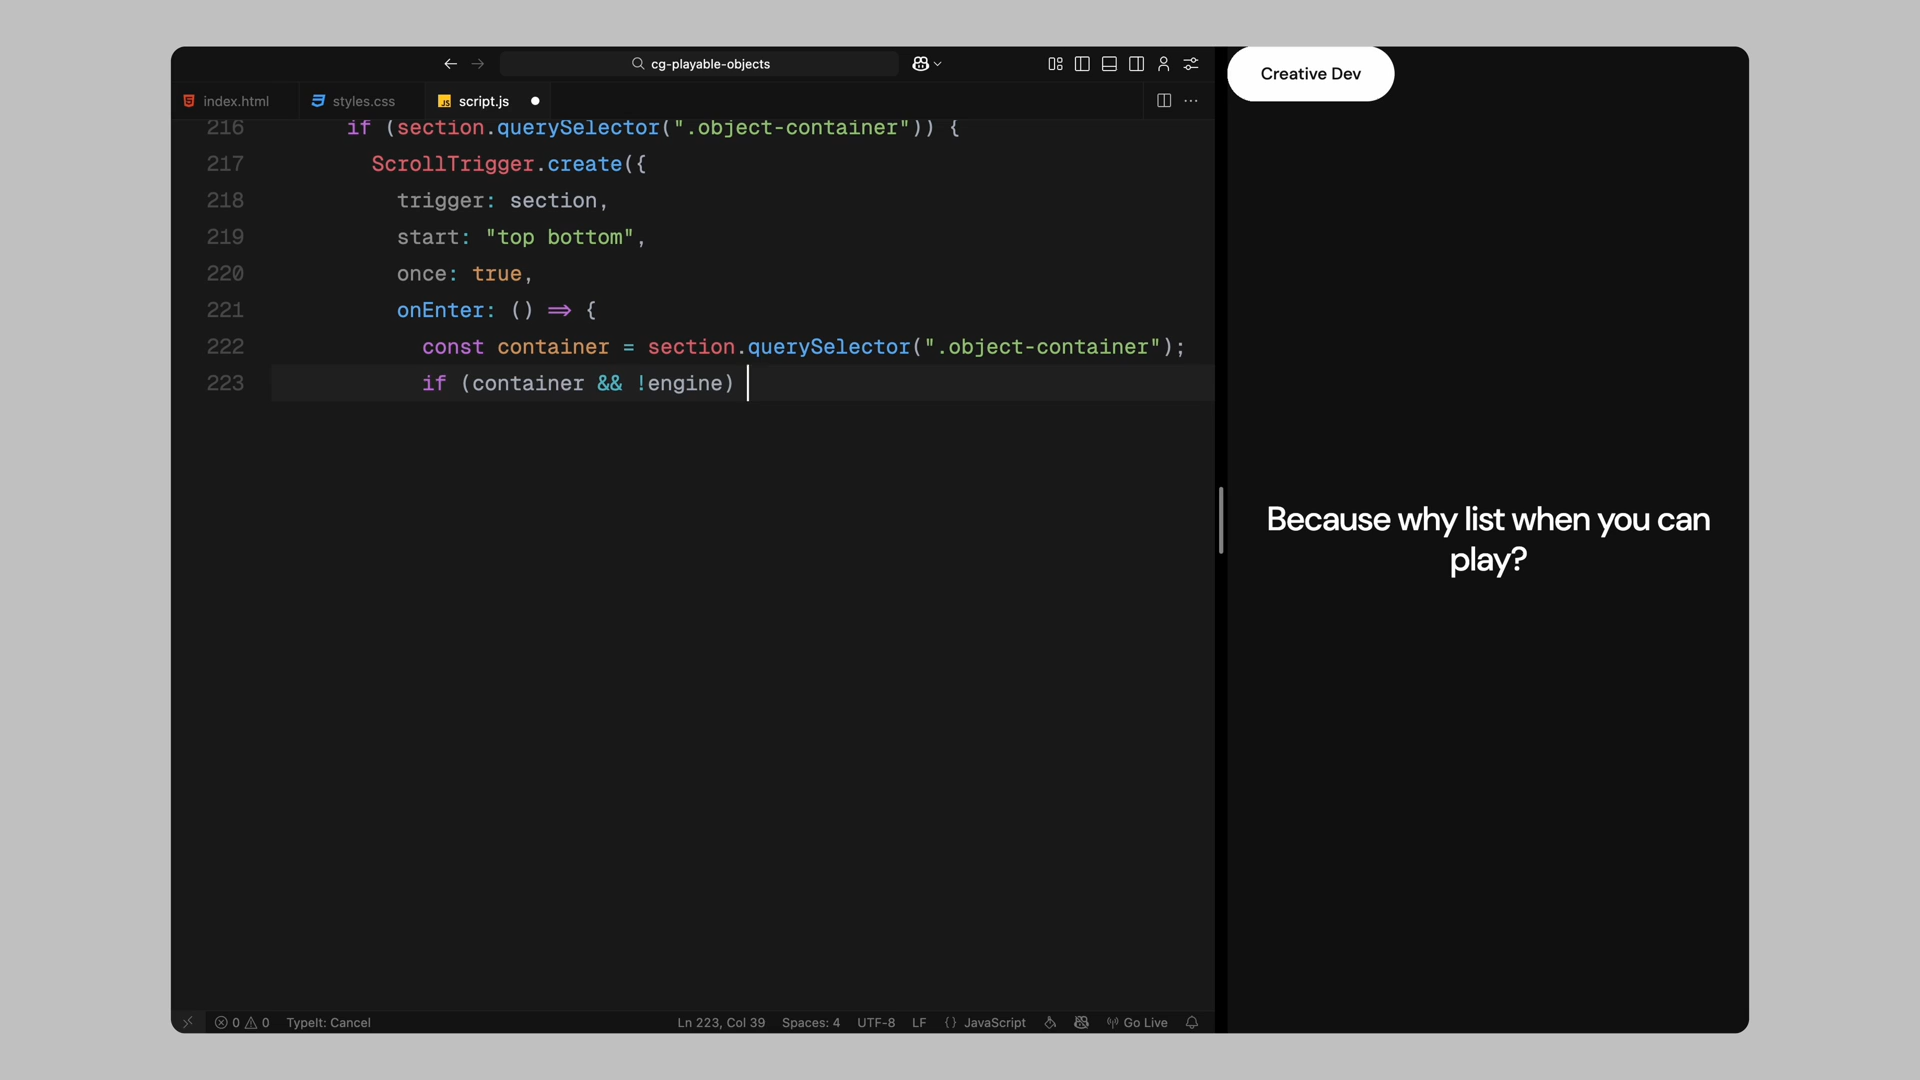 cg-playable-objects
index.html
styles.css
JS script.js
216 if (section.querySelector(".object-container")) {
217 ScrollTrigger.create({
218 trigger: section,
219 start: "top bottom",
220 once: true,
221 onEnter: () => {
222 const container = section.querySelector(".object-container");
223 if (container && !engine)
0 0 TypeIt: Cancel
Ln 223, Col 39 Spaces: 4 UTF-8 LF {} JavaScript Go Live
Creative Dev
Because why list when you can
play?